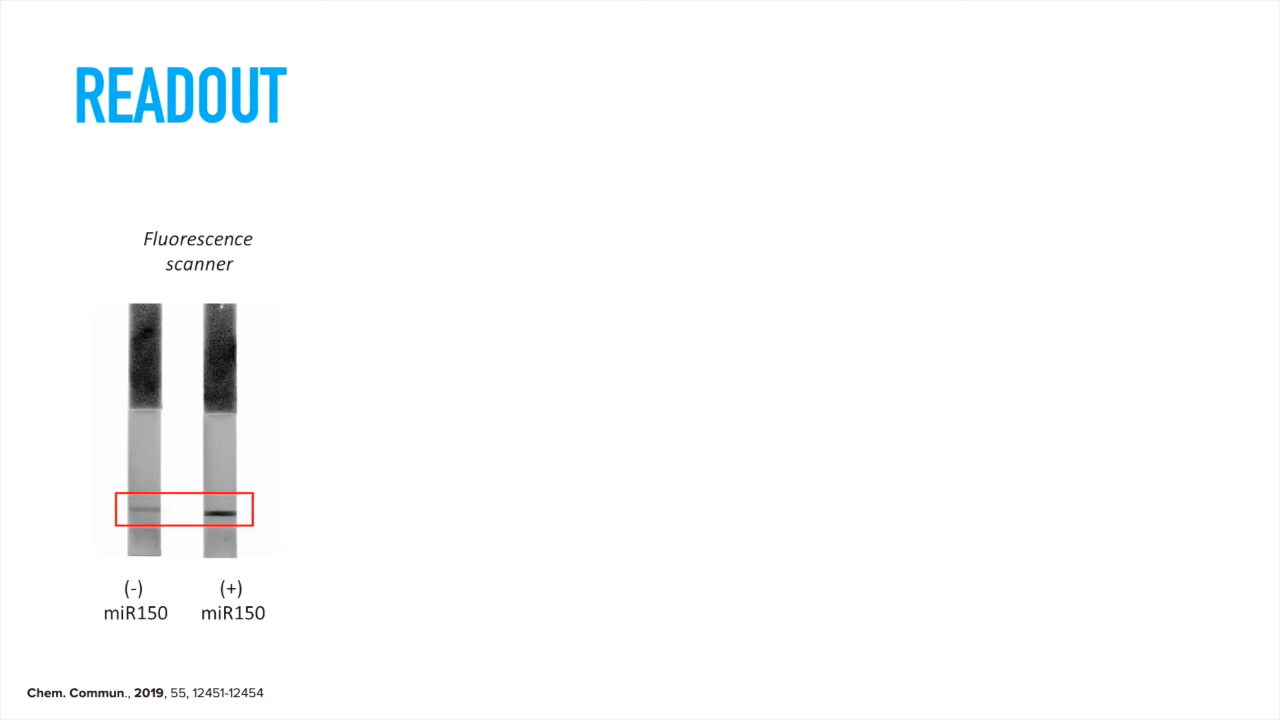 READOUT
Fluorescence
scanner
(-) (+)
miR150 miR150
Chem. Commun., 2019, 55, 12451-12454